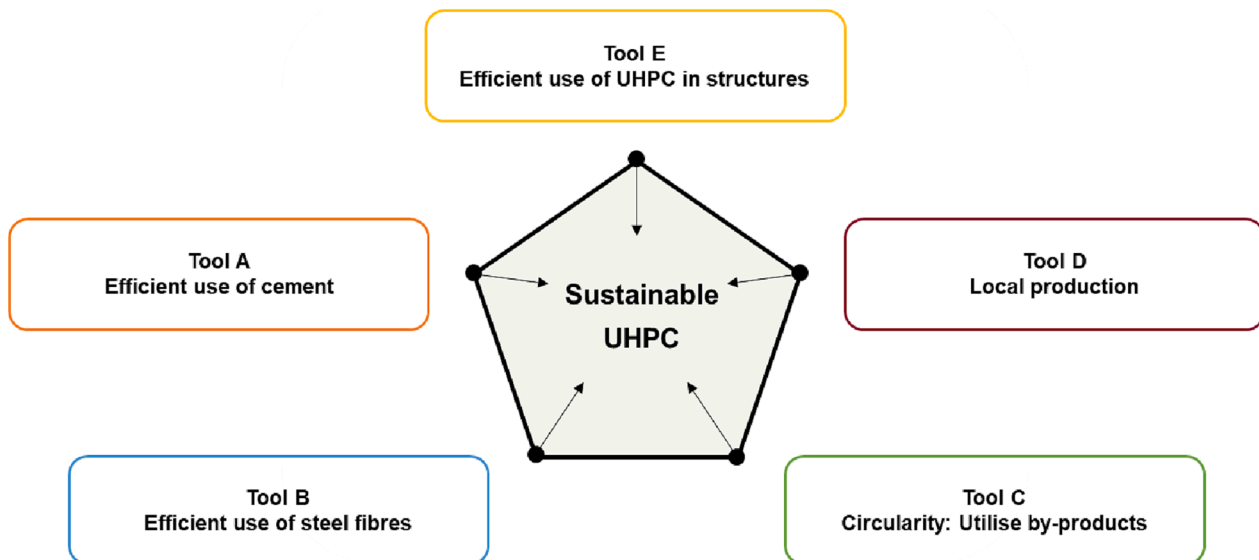 Tool E
Efficient use of UHPC in structures
Tool A
Efficient use of cement
Tool D
Local production
Sustainable
UHPC
Tool B
Efficient use of steel fibres
Tool C
Circularity: Utilise by-products